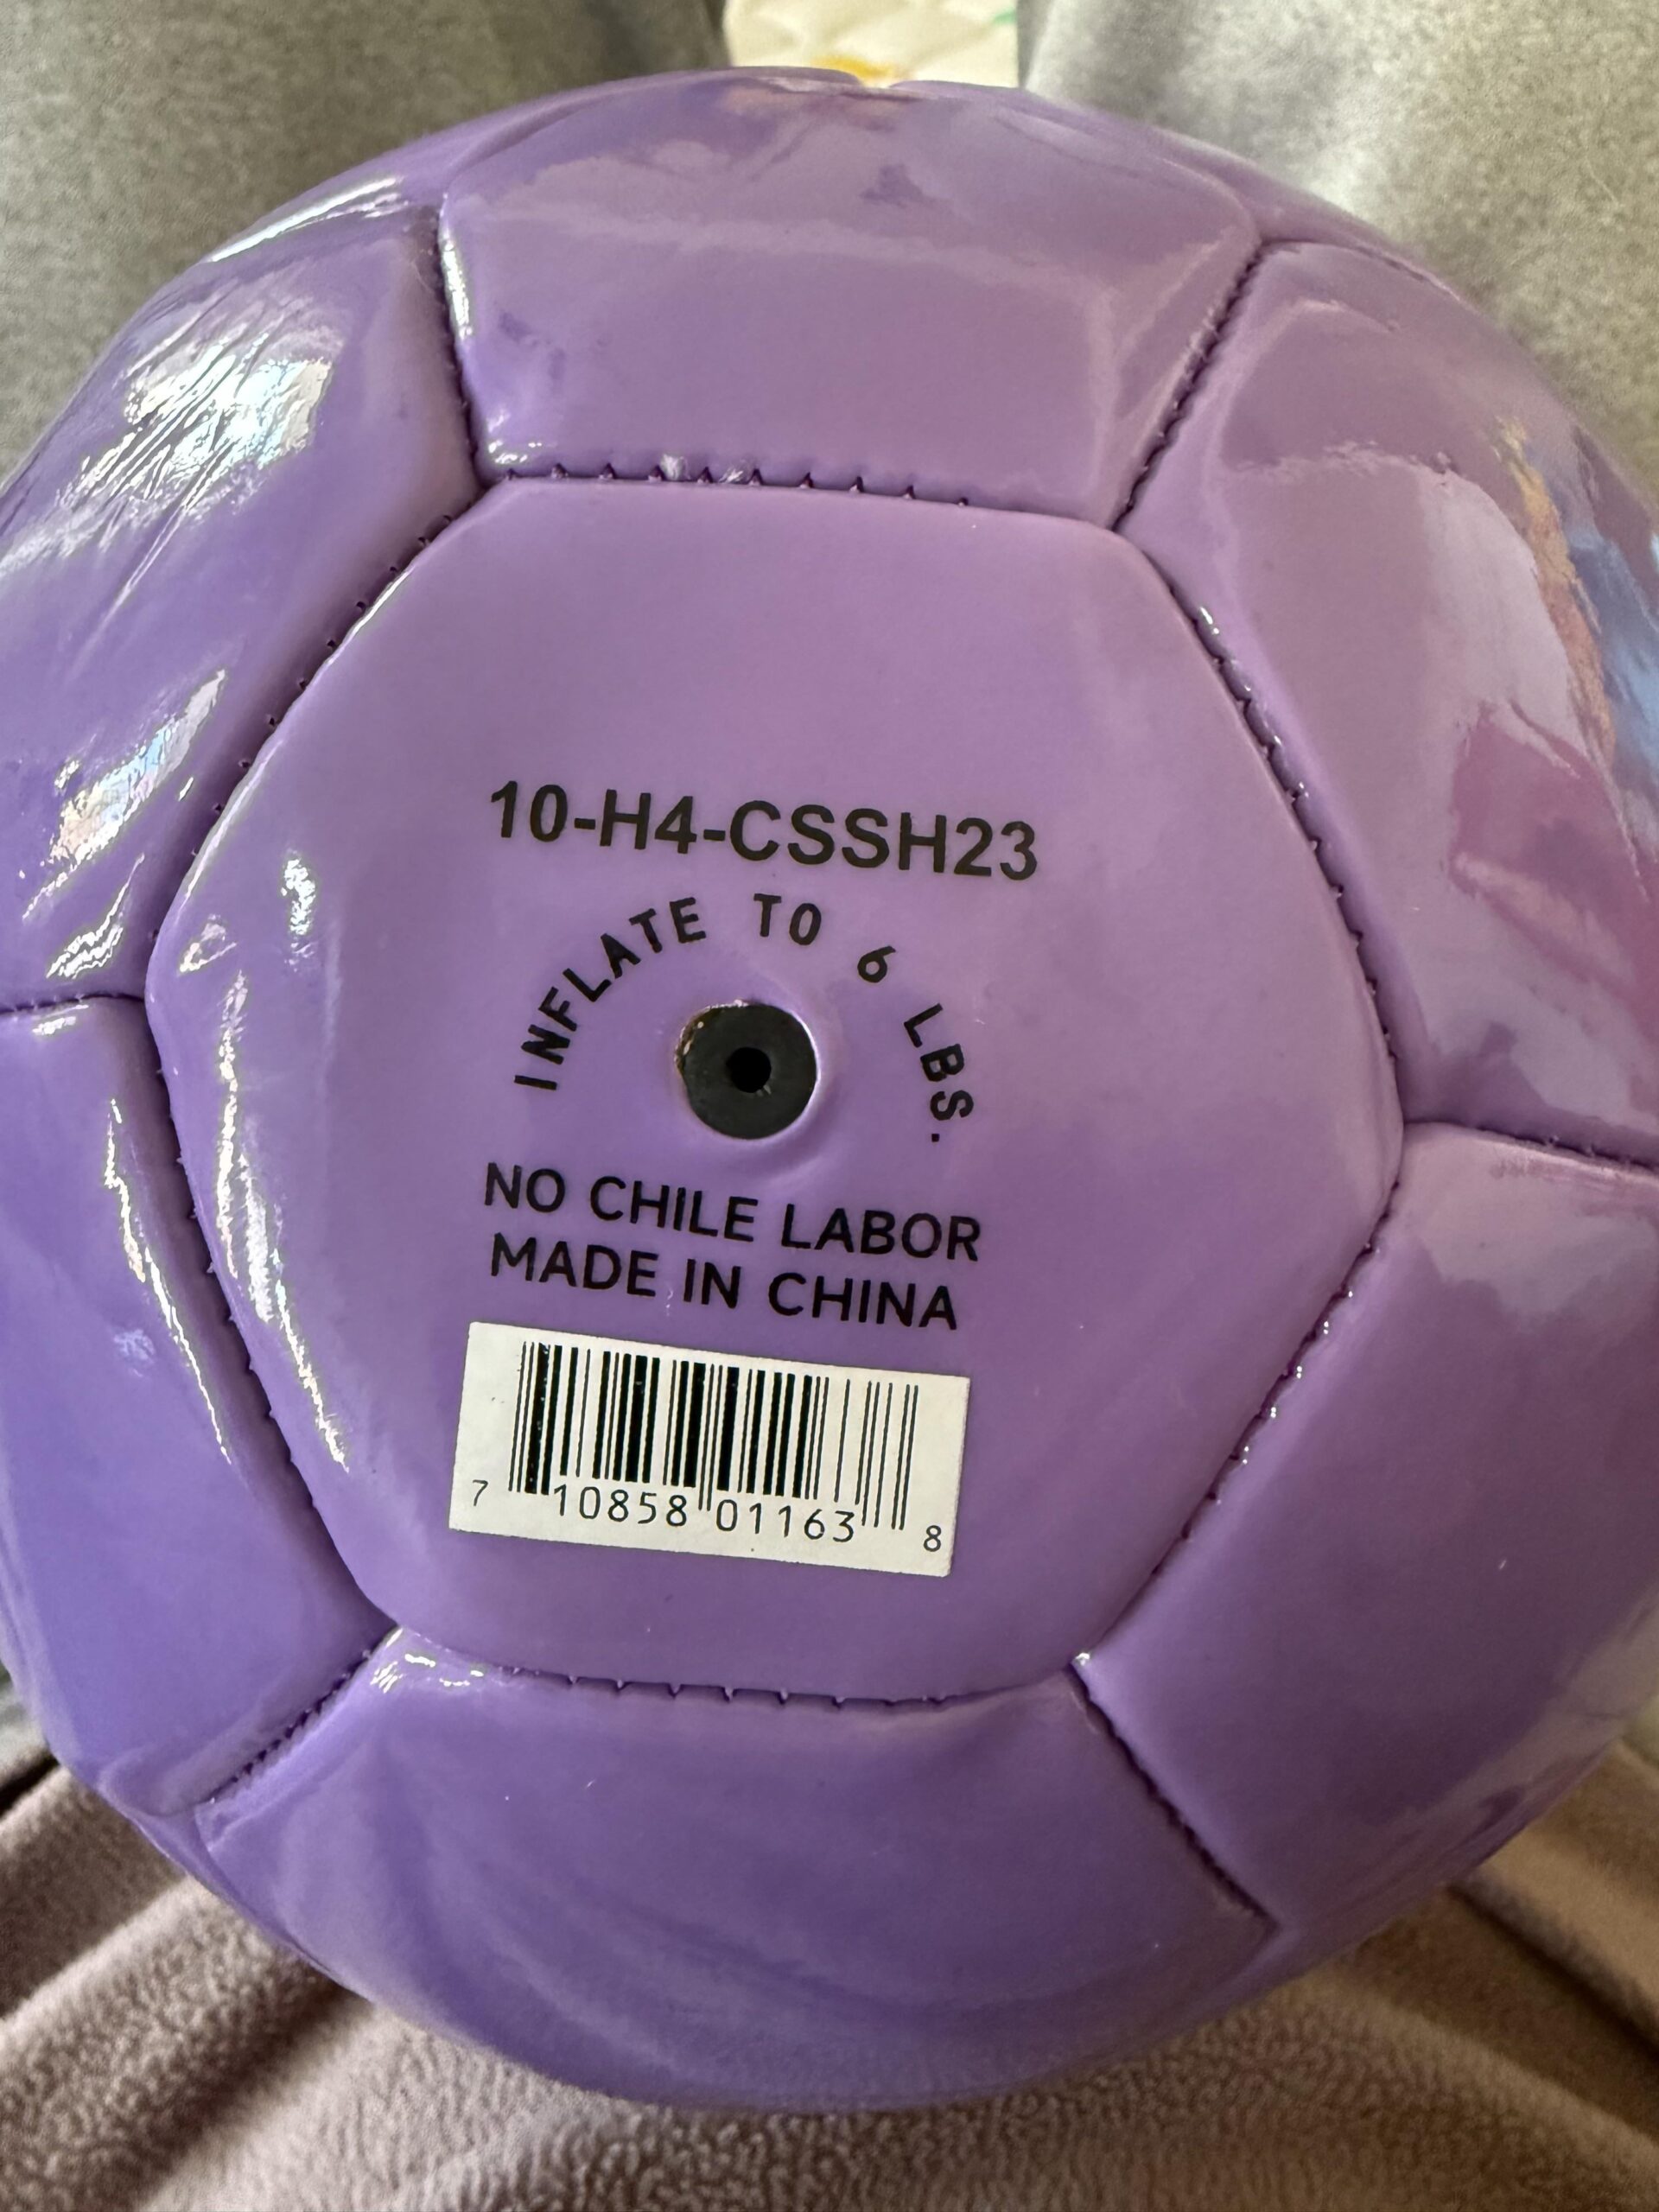 10-H4-CSSH23
INFLATE TO 6 LBS.
NO CHILE LABOR
MADE IN CHINA
7 10858 01163 8